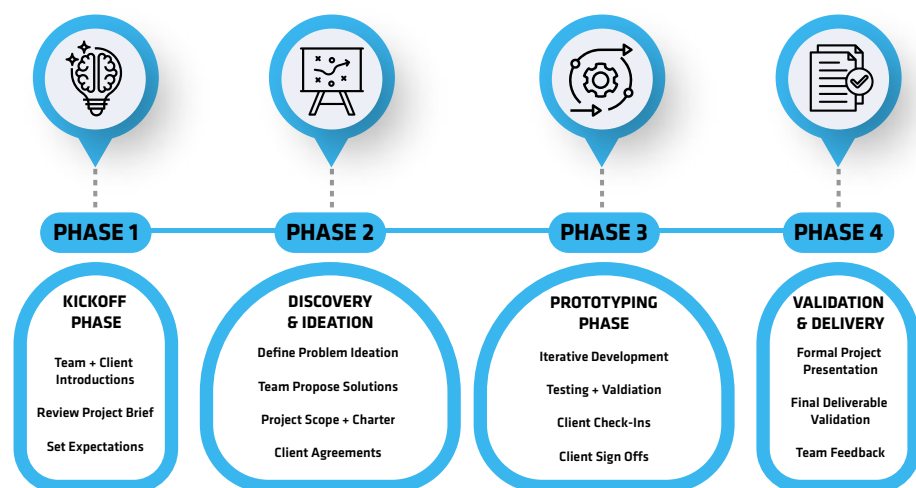 PHASE 1
PHASE 2
PHASE 3
PHASE 4
KICKOFF
PHASE
Team + Client
Introductions
Review Project Brief
Set Expectations
DISCOVERY
& IDEATION
Define Problem Ideation
Team Propose Solutions
Project Scope + Charter
Client Agreements
PROTOTYPING
PHASE
Iterative Development
Testing + Valdiation
Client Check-Ins
Client Sign Offs
VALIDATION
& DELIVERY
Formal Project
Presentation
Final Deliverable
Validation
Team Feedback